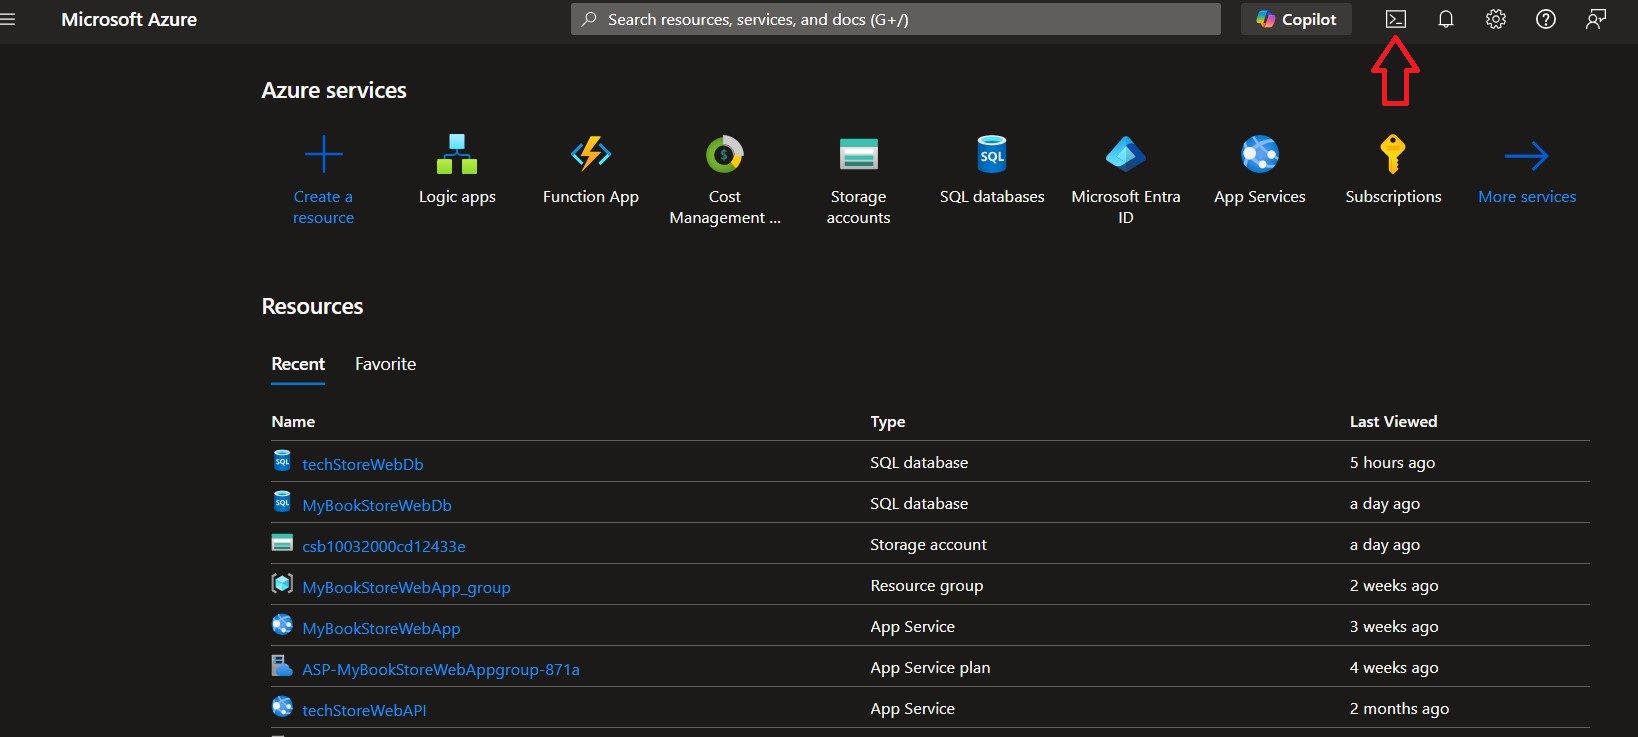 Microsoft Azure
Search resources, services, and docs (G+/)
Copilot
Azure services
Create a
resource
Logic apps
Function App
Cost
Management ...
Storage
accounts
SQL
SQL databases
Microsoft Entra
ID
App Services
Subscriptions
More services
Resources
Recent Favorite
Name Type Last Viewed
SQL techStoreWebDb SQL database 5 hours ago
SQL MyBookStoreWebDb SQL database a day ago
csb10032000cd12433e Storage account a day ago
MyBookStoreWebApp_group Resource group 2 weeks ago
MyBookStoreWebApp App Service 3 weeks ago
ASP-MyBookStoreWebAppgroup-871a App Service plan 4 weeks ago
techStoreWebAPI App Service 2 months ago